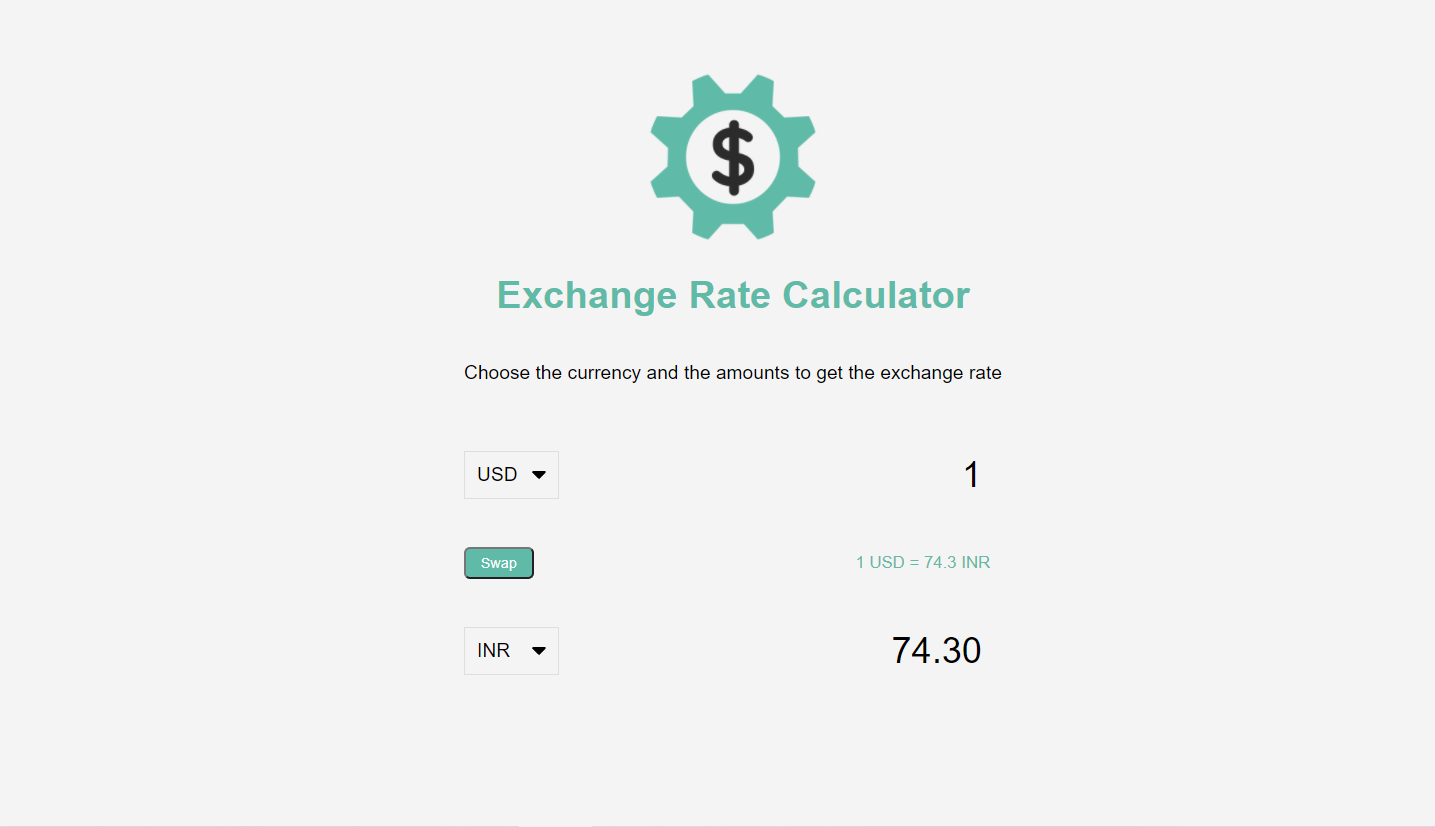 $
Exchange Rate Calculator
Choose the currency and the amounts to get the exchange rate
USD 1
Swap 1 USD = 74.3 INR
INR 74.30